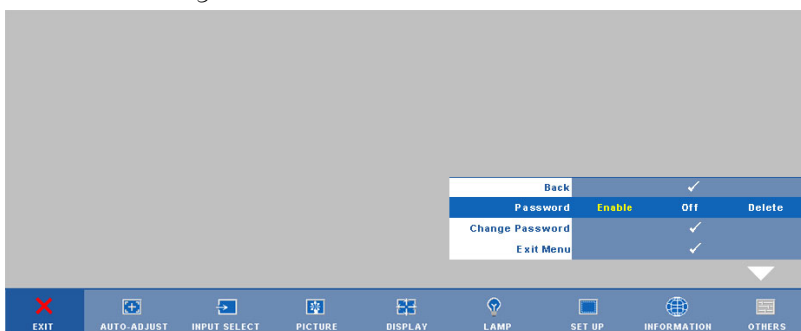 Back
Password Enable Off Delete
Change Password
Exit Menu
EXIT AUTO-ADJUST INPUT SELECT PICTURE DISPLAY LAMP SET UP INFORMATION OTHERS